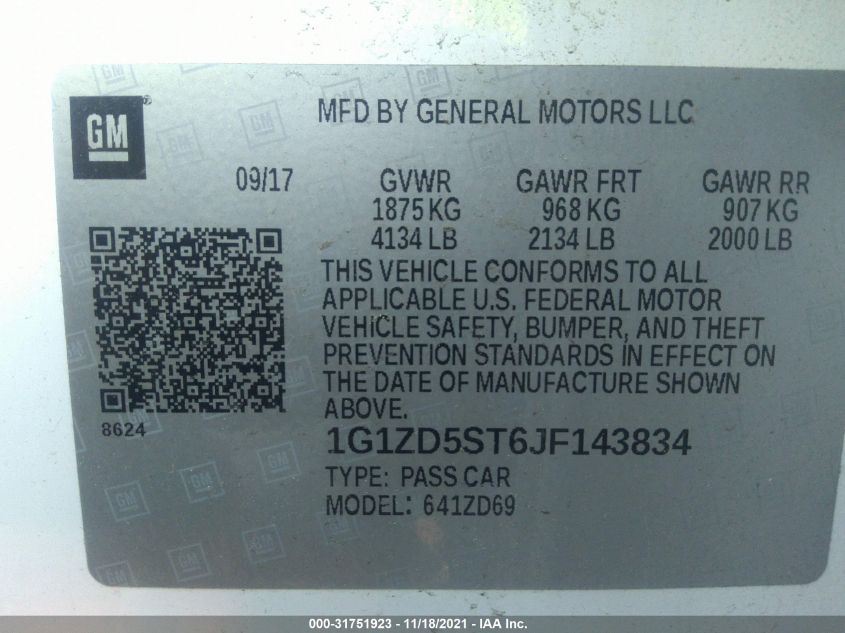 GM
MFD BY GENERAL MOTORS LLC
09/17 GVWR GAWR FRT GAWR RR
1875 KG 968 KG 907 KG
4134 LB 2134 LB 2000 LB
THIS VEHICLE CONFORMS TO ALL
APPLICABLE U.S. FEDERAL MOTOR
VEHICLE SAFETY, BUMPER, AND THEFT
PREVENTION STANDARDS IN EFFECT ON
THE DATE OF MANUFACTURE SHOWN
ABOVE.
8624
1G1ZD5ST6JF143834
TYPE: PASS CAR
MODEL: 641ZD69
000-31751923 - 11/18/2021 - IAA Inc.